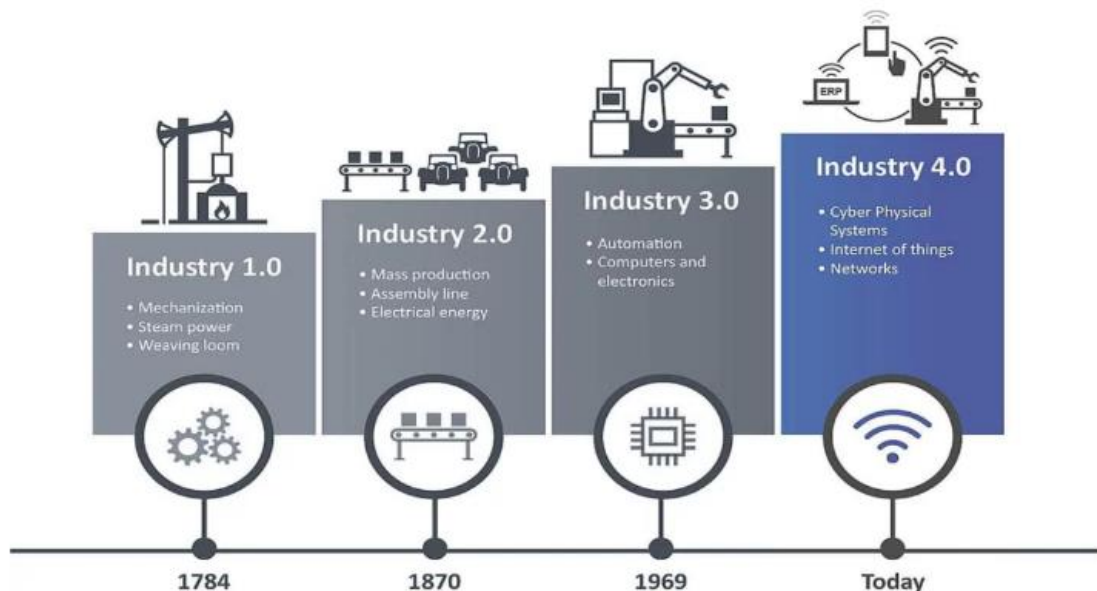 ERP
Industry 1.0
• Mechanization
• Steam power
• Weaving loom
Industry 2.0
• Mass production
• Assembly line
• Electrical energy
Industry 3.0
• Automation
• Computers and
electronics
Industry 4.0
• Cyber Physical
Systems
• Internet of things
• Networks
1784
1870
1969
Today